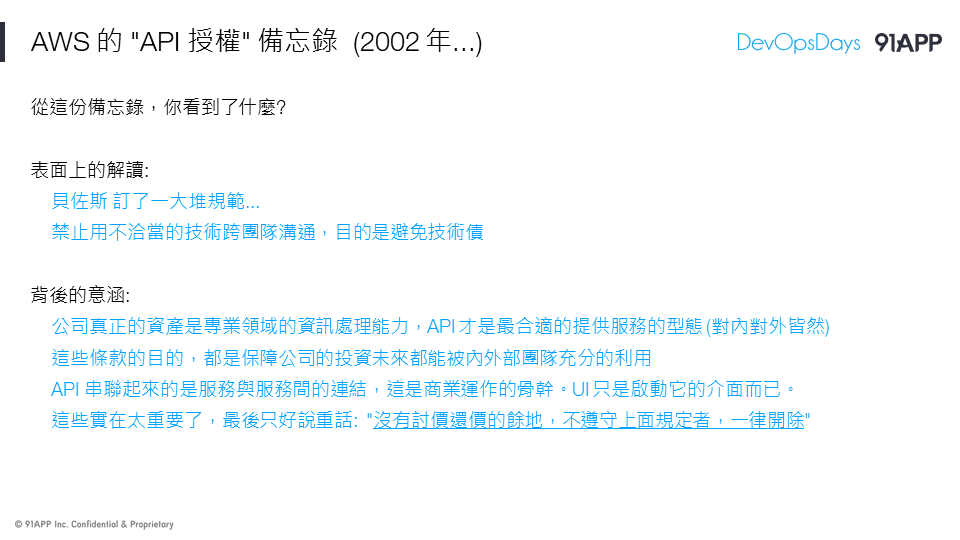 AWS 的 "API 授權" 備忘錄 (2002 年...)
DevOpsDays 91APP
從這份備忘錄，你看到了什麼?
表面上的解讀:
貝佐斯 訂了一大堆規範...
禁止用不洽當的技術跨團隊溝通，目的是避免技術債
背後的意涵:
公司真正的資產是專業領域的資訊處理能力，API 才是最合適的提供服務的型態 (對內對外皆然)
這些條款的目的，都是保障公司的投資未來都能被內外部團隊充分的利用
API 串聯起來的是服務與服務間的連結，這是商業運作的骨幹。UI 只是啟動它的介面而已。
這些實在太重要了，最後只好說重話: "沒有討價還價的餘地，不遵守上面規定者，一律開除"
© 91APP Inc. Confidential & Proprietary